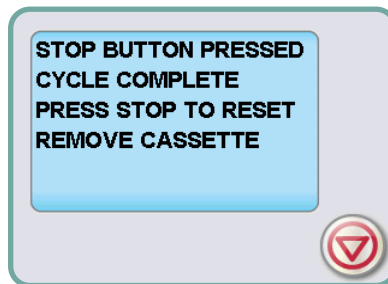 STOP BUTTON PRESSED
CYCLE COMPLETE
PRESS STOP TO RESET
REMOVE CASSETTE